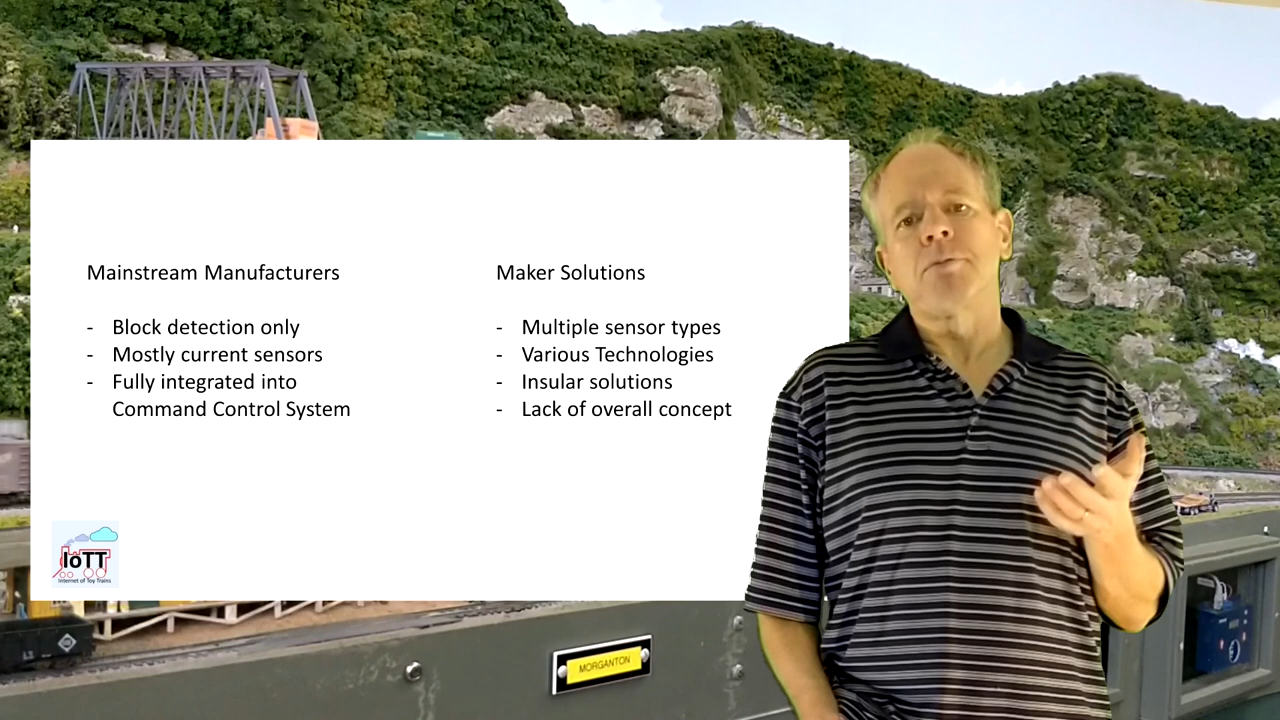 Mainstream Manufacturers
- Block detection only
- Mostly current sensors
- Fully integrated into
Command Control System
Maker Solutions
- Multiple sensor types
- Various Technologies
- Insular solutions
- Lack of overall concept
IoTT
Internet of Toy Trains
MORGANTON